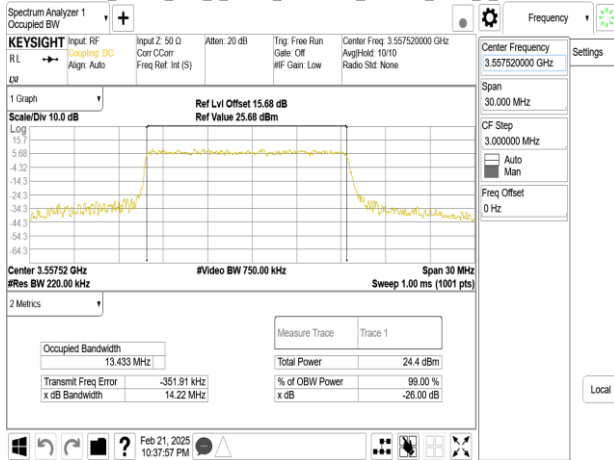 Spectrum Analyzer 1
Occupied BW
Frequency
KEYSIGHT
Input: RF
Coupling: DC
Align: Auto
Input Z: 50 Ω
Corr CCorr
Freq Ref: Int (S)
Atten: 20 dB
Trig: Free Run
Gate: Off
#IF Gain: Low
Center Freq: 3.557520000 GHz
Avg|Hold: 10/10
Radio Std: None
RL
LXI
Center Frequency
3.557520000 GHz
Settings
Span
30.000 MHz
CF Step
3.000000 MHz
Auto
Man
Freq Offset
0 Hz
Local
1 Graph
Scale/Div 10.0 dB
Ref Lvl Offset 15.68 dB
Ref Value 25.68 dBm
Log
15.7
5.68
-4.32
-14.3
-24.3
-34.3
-44.3
-54.3
-64.3
Center 3.55752 GHz
#Video BW 750.00 kHz
Span 30 MHz
#Res BW 220.00 kHz
Sweep 1.00 ms (1001 pts)
2 Metrics
Measure Trace
Trace 1
Occupied Bandwidth
13.433 MHz
Total Power
24.4 dBm
Transmit Freq Error
-351.91 kHz
% of OBW Power
99.00 %
x dB Bandwidth
14.22 MHz
x dB
-26.00 dB
?
Feb 21, 2025
10:37:57 PM